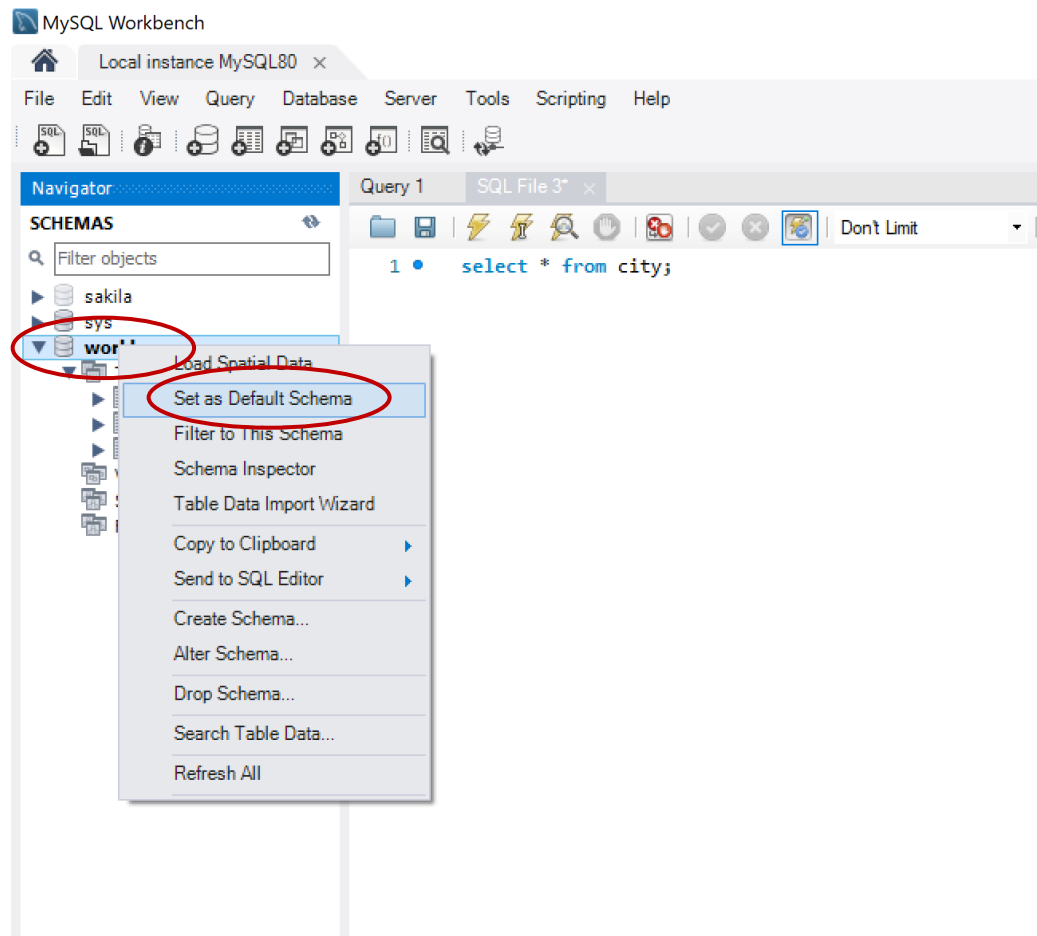 MySQL Workbench
Local instance MySQL80
File Edit View Query Database Server Tools Scripting Help
SQL SQL
Navigator
SCHEMAS
Filter objects
sakila
sys
Query 1
SQL File 3*
Don't Limit
1
select * from city;
Load Spatial Data
Set as Default Schema
Filter to This Schema
Schema Inspector
Table Data Import Wizard
Copy to Clipboard
Send to SQL Editor
Create Schema...
Alter Schema...
Drop Schema...
Search Table Data...
Refresh All